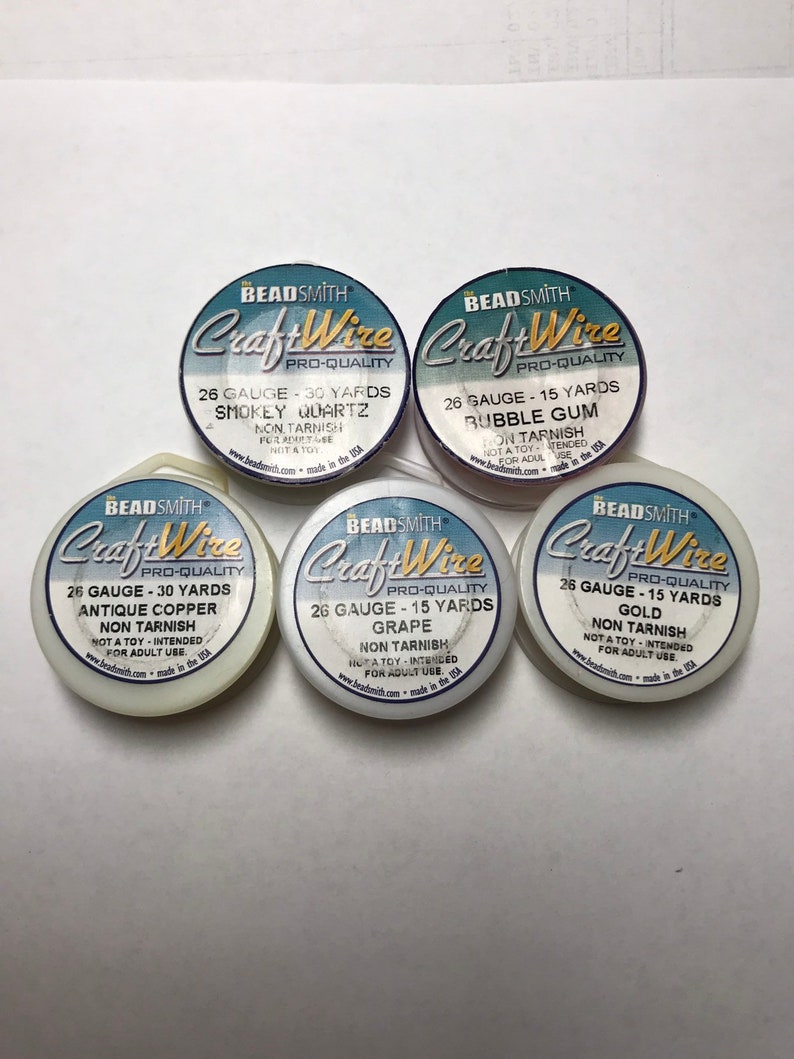 the BEADSMITH®
CraftWire
PRO-QUALITY
26 GAUGE - 30 YARDS
SMOKEY QUARTZ
NON TARNISH
FOR ADULT USE
NOT A TOY.
www.beadsmith.com • made in the USA
the BEADSMITH®
CraftWire
PRO-QUALITY
26 GAUGE - 15 YARDS
BUBBLE GUM
NON TARNISH
NOT A TOY - INTENDED
FOR ADULT USE
www.beadsmith.com • made in the USA
the BEADSMITH®
CraftWire
PRO-QUALITY
26 GAUGE - 30 YARDS
ANTIQUE COPPER
NON TARNISH
NOT A TOY - INTENDED
FOR ADULT USE.
www.beadsmith.com • made in the USA
the BEADSMITH®
CraftWire
PRO-QUALITY
26 GAUGE - 15 YARDS
GRAPE
NON TARNISH
NOT A TOY - INTENDED
FOR ADULT USE.
www.beadsmith.com • made in the USA
the BEADSMITH®
CraftWire
PRO-QUALITY
26 GAUGE - 15 YARDS
GOLD
NON TARNISH
NOT A TOY - INTENDED
FOR ADULT USE.
www.beadsmith.com • made in the USA